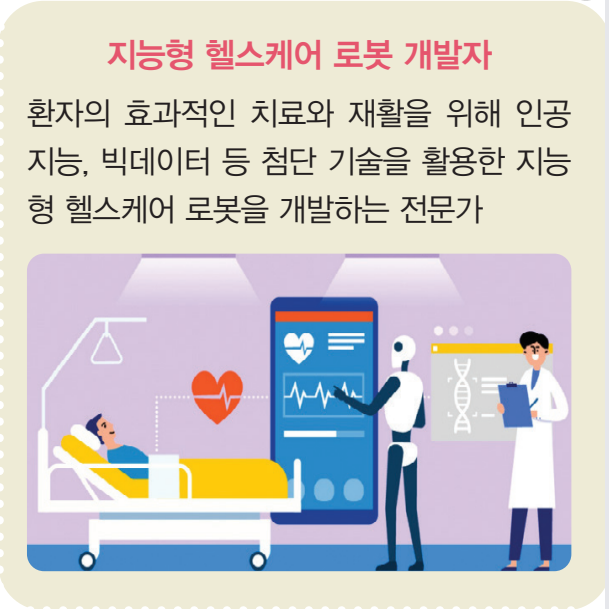 지능형 헬스케어 로봇 개발자
환자의 효과적인 치료와 재활을 위해 인공
지능, 빅데이터 등 첨단 기술을 활용한 지능
형 헬스케어 로봇을 개발하는 전문가